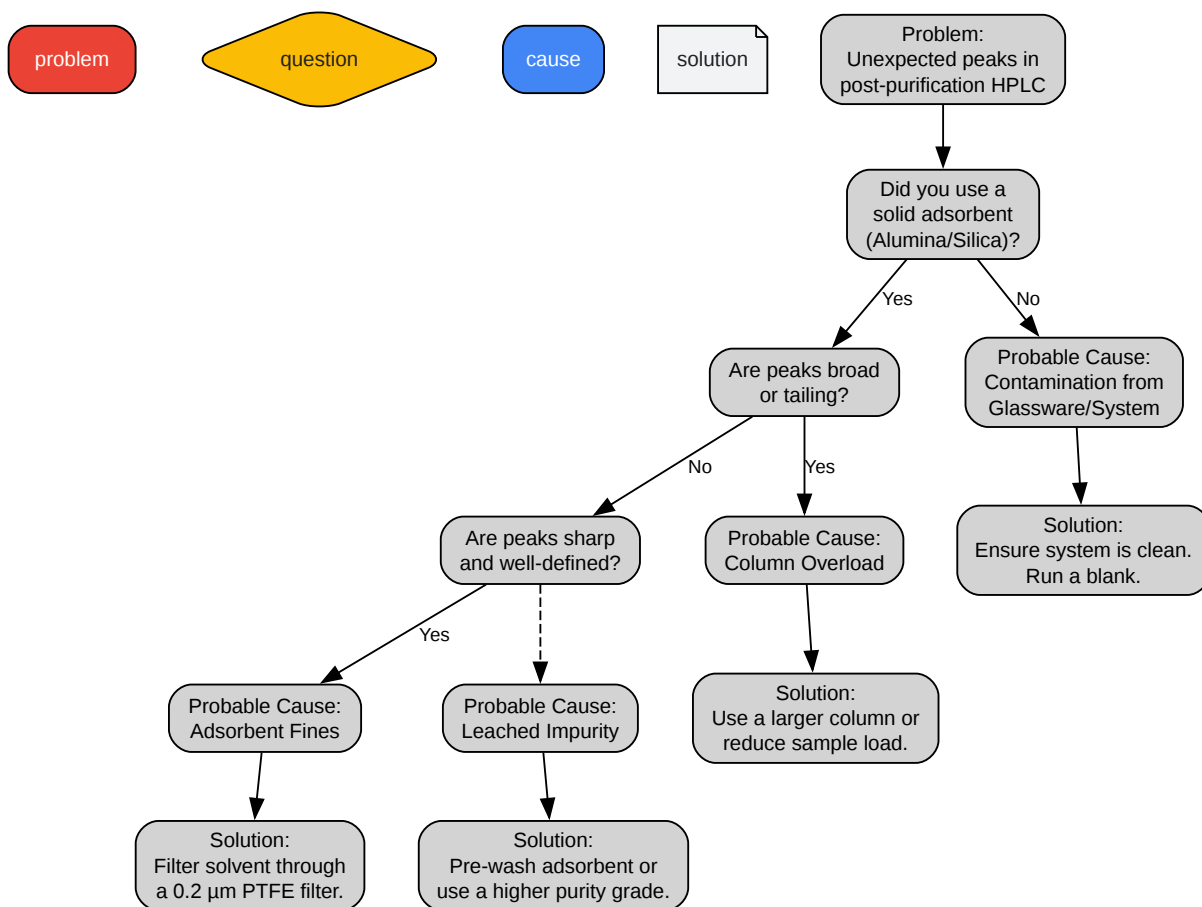 problem
question
cause
solution
Problem:
Unexpected peaks in
post-purification HPLC
Did you use a
solid adsorbent
(Alumina/Silica)?
Yes
No
Are peaks broad
or tailing?
Probable Cause:
Contamination from
Glassware/System
No
Yes
Are peaks sharp
and well-defined?
Probable Cause:
Column Overload
Solution:
Ensure system is clean.
Run a blank.
Yes
Probable Cause:
Adsorbent Fines
Probable Cause:
Leached Impurity
Solution:
Use a larger column or
reduce sample load.
Solution:
Filter solvent through
a 0.2 µm PTFE filter.
Solution:
Pre-wash adsorbent or
use a higher purity grade.